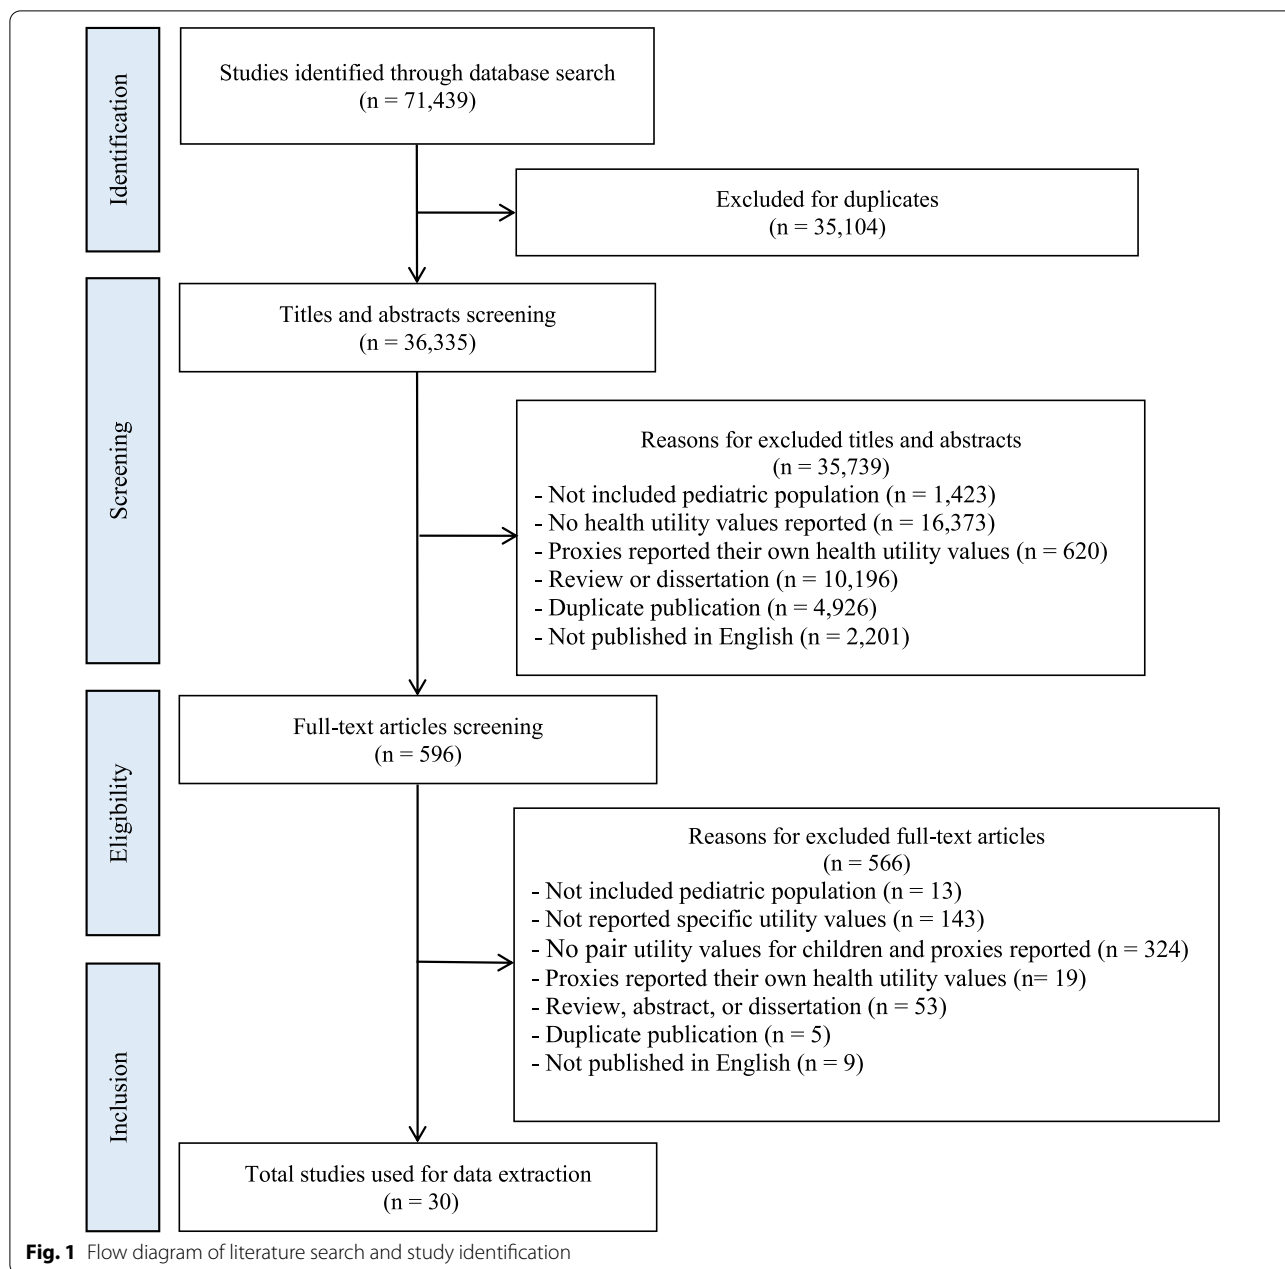 Identification
Studies identified through database search
(n = 71,439)
Excluded for duplicates
(n = 35,104)
Screening
Titles and abstracts screening
(n = 36,335)
Reasons for excluded titles and abstracts
(n = 35,739)
- Not included pediatric population (n = 1,423)
- No health utility values reported (n = 16,373)
- Proxies reported their own health utility values (n = 620)
- Review or dissertation (n = 10,196)
- Duplicate publication (n = 4,926)
- Not published in English (n = 2,201)
Eligibility
Full-text articles screening
(n = 596)
Reasons for excluded full-text articles
(n = 566)
- Not included pediatric population (n = 13)
- Not reported specific utility values (n = 143)
- No pair utility values for children and proxies reported (n = 324)
- Proxies reported their own health utility values (n= 19)
- Review, abstract, or dissertation (n = 53)
- Duplicate publication (n = 5)
- Not published in English (n = 9)
Inclusion
Total studies used for data extraction
(n = 30)
Fig. 1 Flow diagram of literature search and study identification